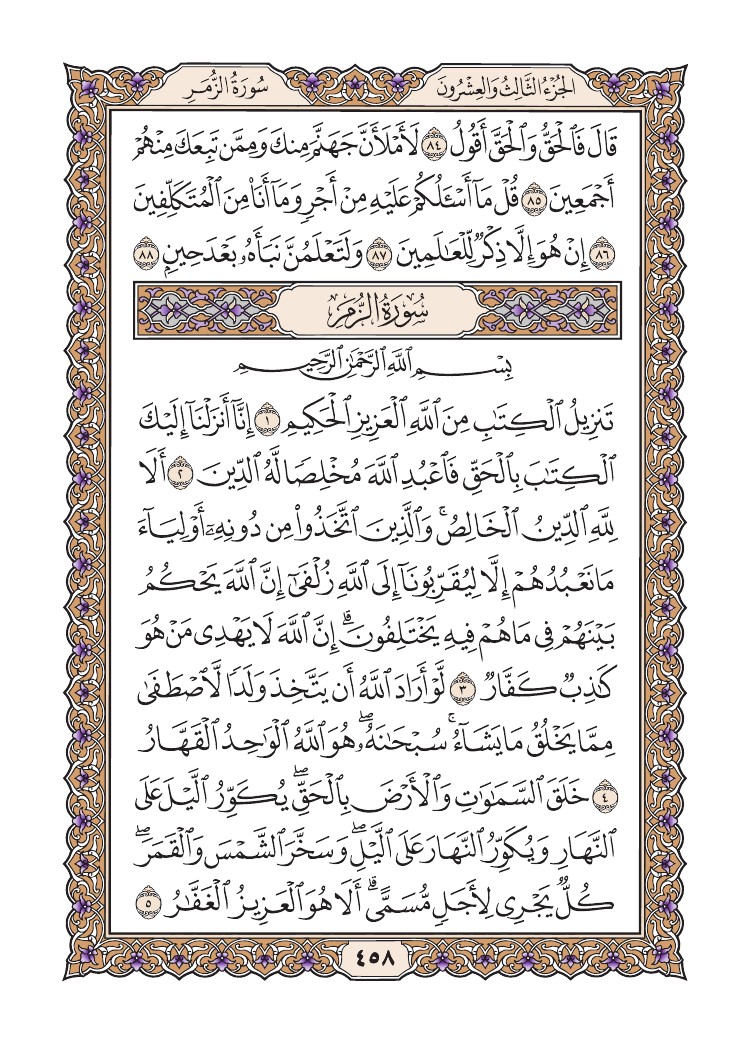 الجُزْءُ الثَّالِثُ وَالعِشْرُونَ
سُورَةُ الزُّمَرِ
قَالَ فَٱلْحَقُّ وَٱلْحَقَّ أَقُولُ ٨٤ لَأَمْلَأَنَّ جَهَنَّمَ مِنكَ وَمِمَّن تَبِعَكَ مِنْهُمْ
أَجْمَعِينَ ٨٥ قُلْ مَآ أَسْـَٔلُكُمْ عَلَيْهِ مِنْ أَجْرٍ وَمَآ أَنَا۠ مِنَ ٱلْمُتَكَلِّفِينَ
٨٦ إِنْ هُوَ إِلَّا ذِكْرٌ لِّلْعَٰلَمِينَ ٨٧ وَلَتَعْلَمُنَّ نَبَأَهُۥ بَعْدَ حِينٍۭ ٨٨
سُورَةُ الزُّمَرِ
بِسْمِ ٱللَّهِ ٱلرَّحْمَٰنِ ٱلرَّحِيمِ
تَنزِيلُ ٱلْكِتَٰبِ مِنَ ٱللَّهِ ٱلْعَزِيزِ ٱلْحَكِيمِ ١ إِنَّآ أَنزَلْنَآ إِلَيْكَ
ٱلْكِتَٰبَ بِٱلْحَقِّ فَٱعْبُدِ ٱللَّهَ مُخْلِصًا لَّهُ ٱلدِّينَ ٢ أَلَا
لِلَّهِ ٱلدِّينُ ٱلْخَالِصُ ۚ وَٱلَّذِينَ ٱتَّخَذُوا۟ مِن دُونِهِۦٓ أَوْلِيَآءَ
مَا نَعْبُدُهُمْ إِلَّا لِيُقَرِّبُونَآ إِلَى ٱللَّهِ زُلْفَىٰٓ إِنَّ ٱللَّهَ يَحْكُمُ
بَيْنَهُمْ فِى مَا هُمْ فِيهِ يَخْتَلِفُونَ ۗ إِنَّ ٱللَّهَ لَا يَهْدِى مَنْ هُوَ
كَٰذِبٌ كَفَّارٌ ٣ لَّوْ أَرَادَ ٱللَّهُ أَن يَتَّخِذَ وَلَدًا لَّٱصْطَفَىٰ
مِمَّا يَخْلُقُ مَا يَشَآءُ ۚ سُبْحَٰنَهُۥ ۖ هُوَ ٱللَّهُ ٱلْوَٰحِدُ ٱلْقَهَّارُ
٤ خَلَقَ ٱلسَّمَٰوَٰتِ وَٱلْأَرْضَ بِٱلْحَقِّ ۖ يُكَوِّرُ ٱلَّيْلَ عَلَى
ٱلنَّهَارِ وَيُكَوِّرُ ٱلنَّهَارَ عَلَى ٱلَّيْلِ ۖ وَسَخَّرَ ٱلشَّمْسَ وَٱلْقَمَرَ ۖ
كُلٌّ يَجْرِى لِأَجَلٍ مُّسَمًّى ۗ أَلَا هُوَ ٱلْعَزِيزُ ٱلْغَفَّٰرُ ٥
٤٥٨